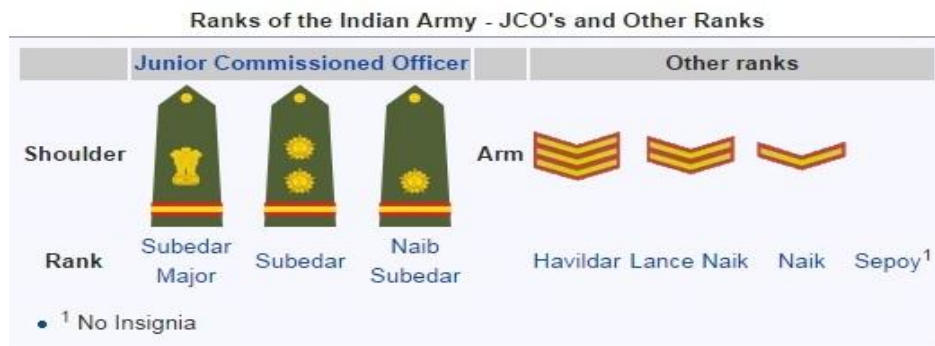 Ranks of the Indian Army - JCO's and Other Ranks
Junior Commissioned Officer Other ranks
Shoulder Arm
Rank Subedar Major Subedar Naib Subedar Havildar Lance Naik Naik Sepoy1
• 1 No Insignia